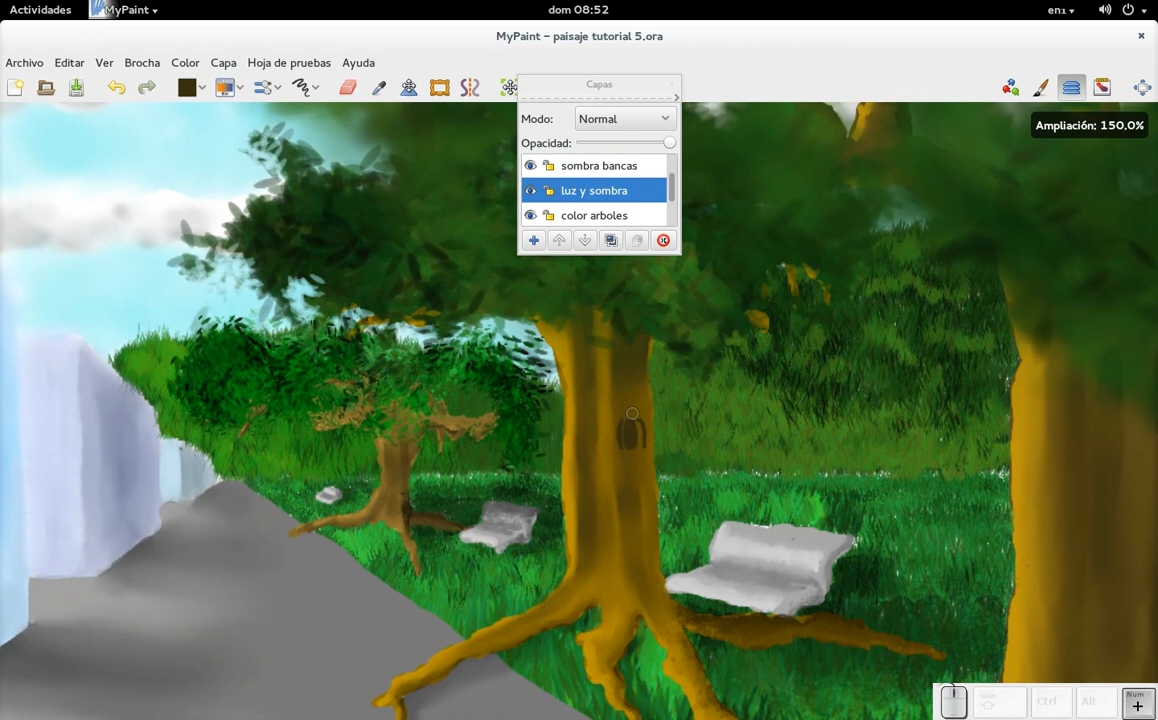 Actividades MyPaint dom 08:52 en1
MyPaint – paisaje tutorial 5.ora
Archivo Editar Ver Brocha Color Capa Hoja de pruebas Ayuda
Capas
Modo: Normal
Ampliación: 150.0%
Opacidad:
sombra bancas
luz y sombra
color arboles
Shift Ctrl Alt Num
+